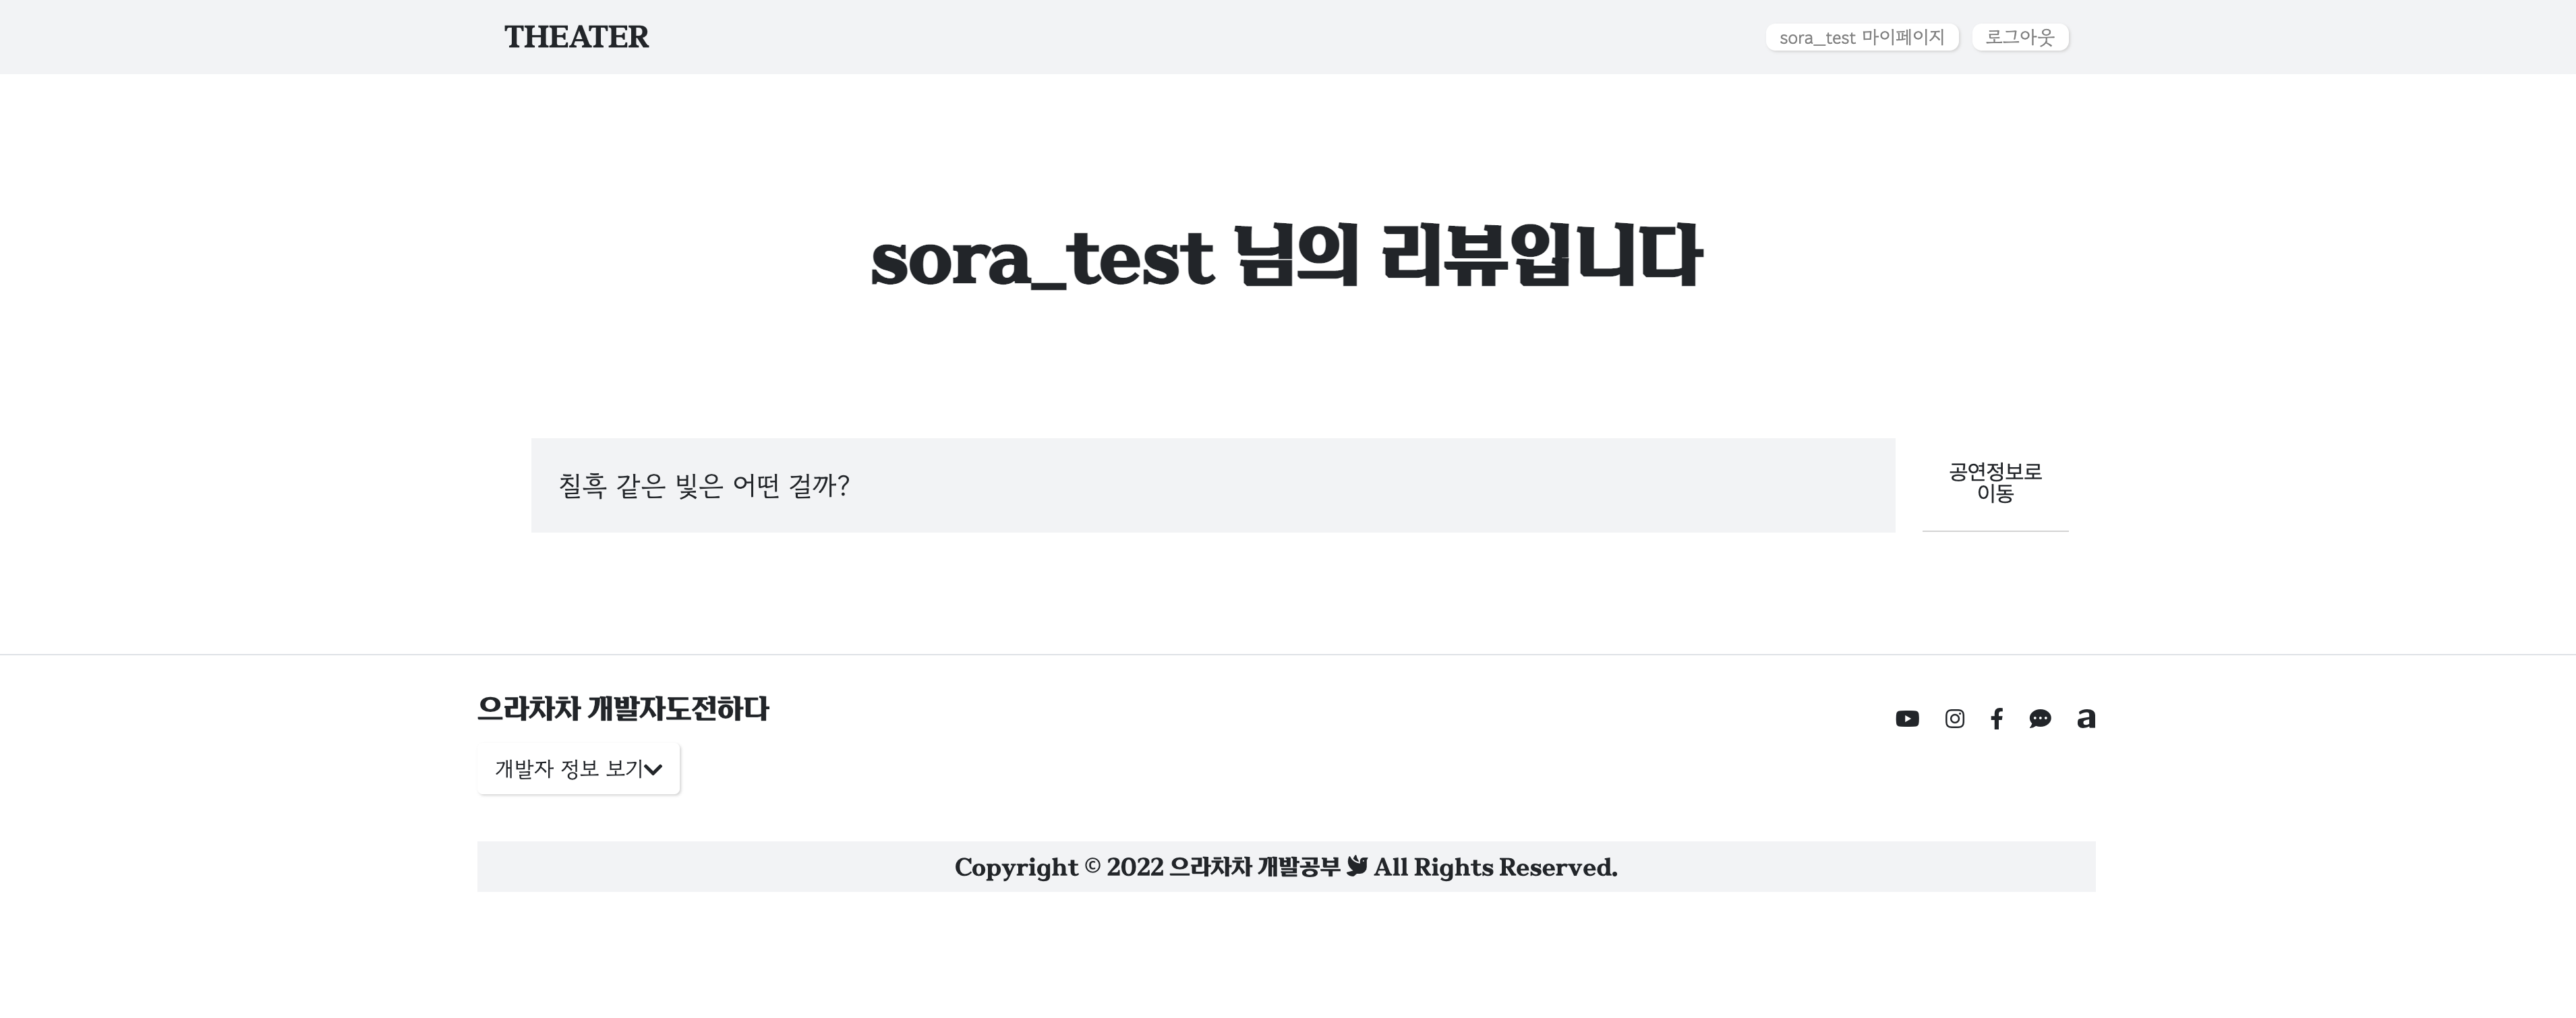 THEATER
sora_test 마이페이지
로그아웃
sora_test 님의 리뷰입니다
칠흑 같은 빛은 어떤 걸까?
공연정보로
이동
으라차차 개발자도전하다
개발자 정보 보기
Copyright © 2022 으라차차 개발공부 All Rights Reserved.